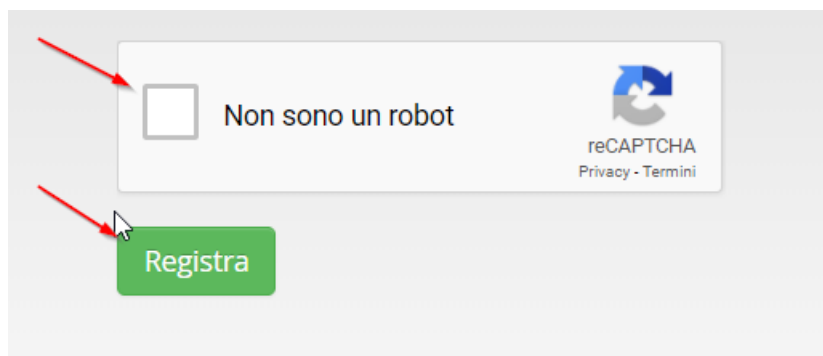 Non sono un robot
reCAPTCHA
Privacy - Termini
Registra